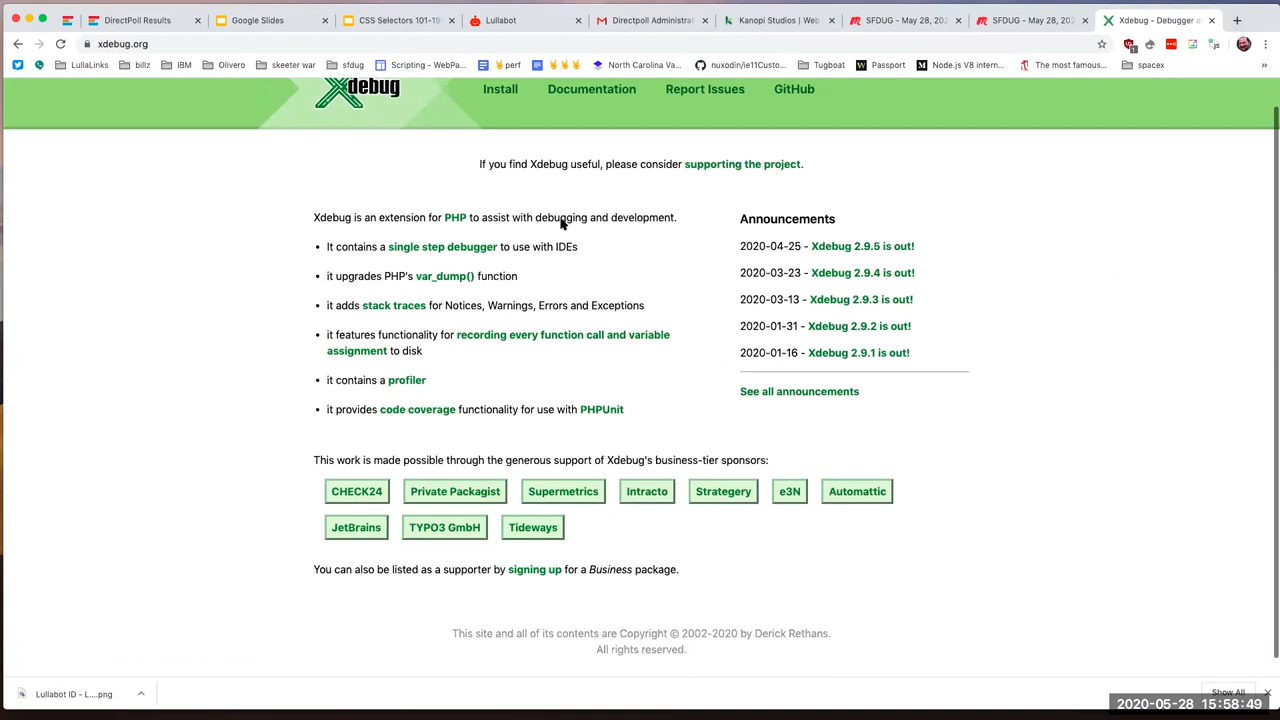 DirectPoll Results
Google Slides
CSS Selectors 101-19
Lullabot
Directpoll Administra
Kanopi Studios | Web
SFDUG – May 28, 202
SFDUG – May 28, 202
Xdebug - Debugger a
xdebug.org
LullaLinks
billz
IBM
Olivero
skeeter war
sfdug
Scripting - WebPa...
perf
North Carolina Va...
nuxodin/ie11Custo...
Tugboat
Passport
Node.js V8 intern...
The most famous...
spacex
»
Xdebug
Install
Documentation
Report Issues
GitHub
If you find Xdebug useful, please consider supporting the project.
Xdebug is an extension for PHP to assist with debugging and development.
• It contains a single step debugger to use with IDEs
• it upgrades PHP's var_dump() function
• it adds stack traces for Notices, Warnings, Errors and Exceptions
• it features functionality for recording every function call and variable
assignment to disk
• it contains a profiler
• it provides code coverage functionality for use with PHPUnit
Announcements
2020-04-25 - Xdebug 2.9.5 is out!
2020-03-23 - Xdebug 2.9.4 is out!
2020-03-13 - Xdebug 2.9.3 is out!
2020-01-31 - Xdebug 2.9.2 is out!
2020-01-16 - Xdebug 2.9.1 is out!
See all announcements
This work is made possible through the generous support of Xdebug's business-tier sponsors:
CHECK24
Private Packagist
Supermetrics
Intracto
Strategery
e3N
Automattic
JetBrains
TYPO3 GmbH
Tideways
You can also be listed as a supporter by signing up for a Business package.
This site and all of its contents are Copyright © 2002-2020 by Derick Rethans.
All rights reserved.
Lullabot ID - L....png
Show All
2020-05-28 15:58:49